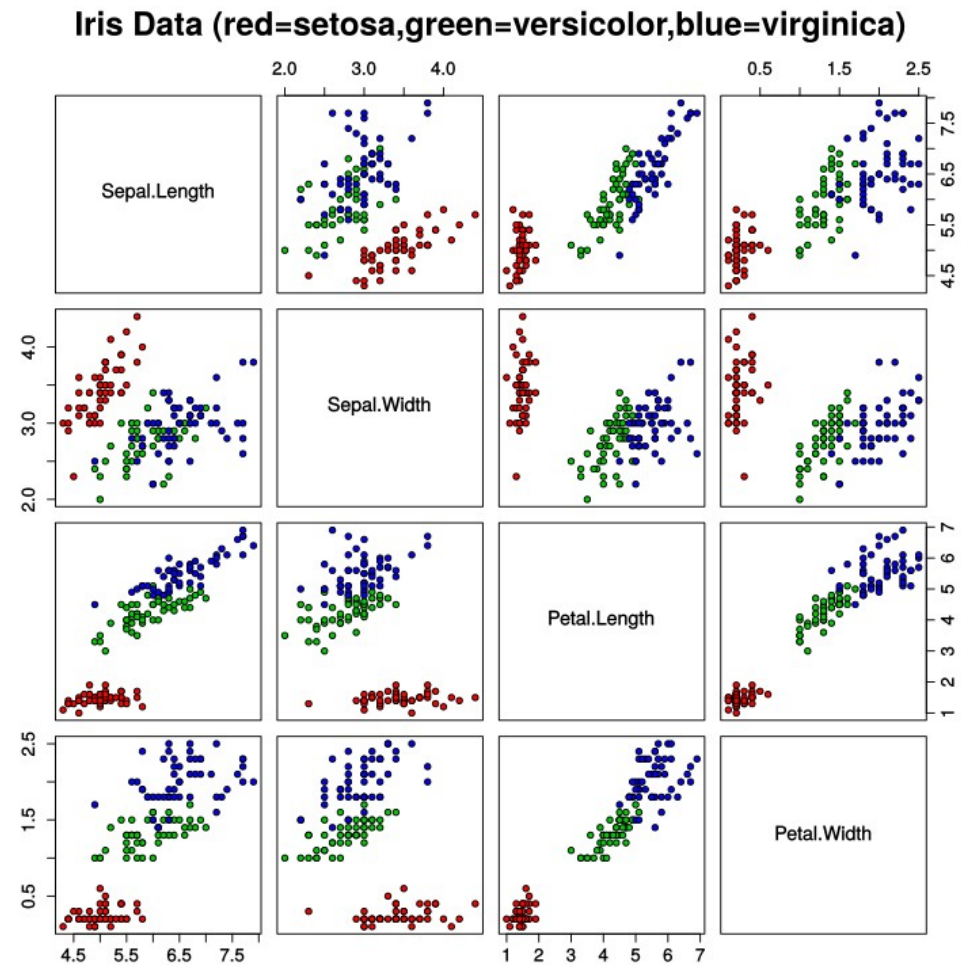 Iris Data (red=setosa,green=versicolor,blue=virginica)
2.0 3.0 4.0 0.5 1.5 2.5
Sepal.Length
4.5 5.5 6.5 7.5
2.0 3.0 4.0
Sepal.Width
Petal.Length
1 2 3 4 5 6 7
0.5 1.5 2.5
Petal.Width
4.5 5.5 6.5 7.5 1 2 3 4 5 6 7